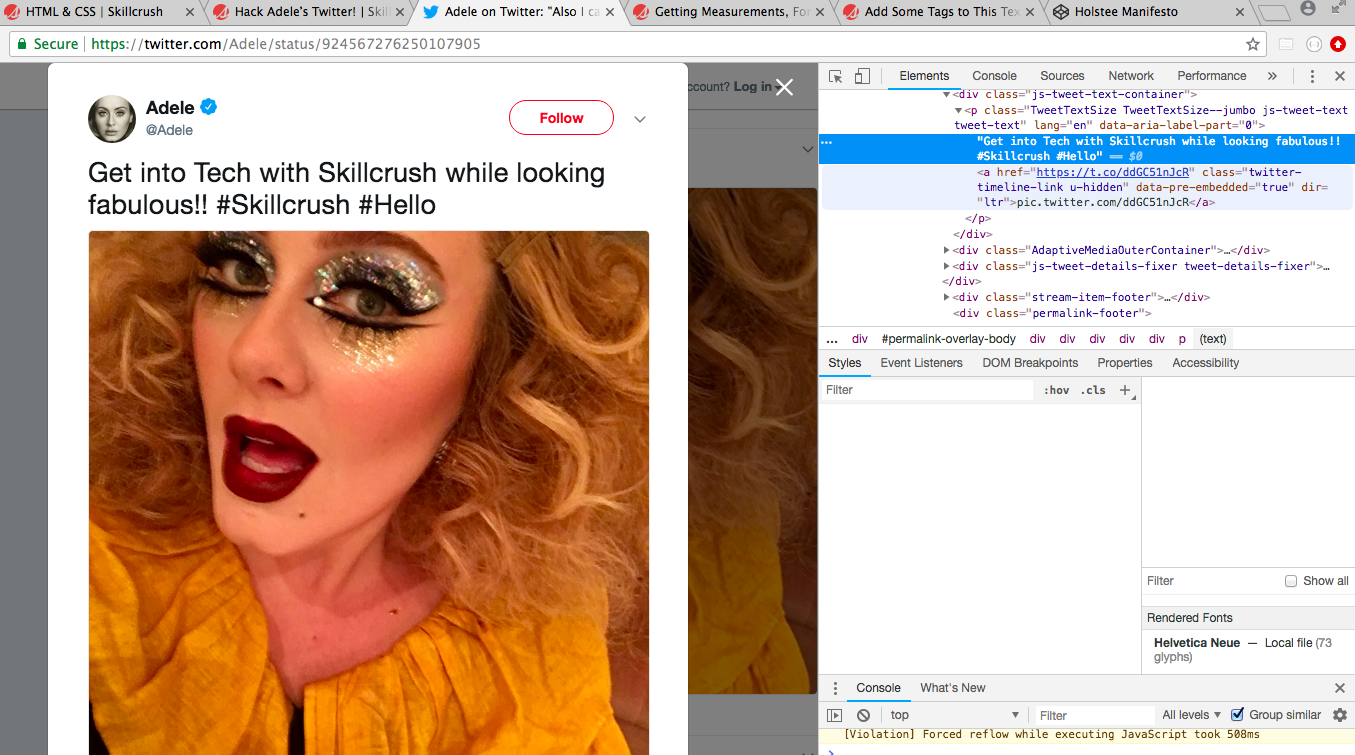 HTML & CSS | Skillcrush
Hack Adele's Twitter! | Skil
Adele on Twitter: "Also I ca
Getting Measurements, For
Add Some Tags to This Tex
Holstee Manifesto
Secure | https://twitter.com/Adele/status/924567276250107905
ccount? Log in
Adele
@Adele
Follow
Get into Tech with Skillcrush while looking
fabulous!! #Skillcrush #Hello
Elements Console Sources Network Performance »
▼<div class="js-tweet-text-container">
▼<p class="TweetTextSize TweetTextSize--jumbo js-tweet-text
tweet-text" lang="en" data-aria-label-part="0">
"Get into Tech with Skillcrush while looking fabulous!!
#Skillcrush #Hello" == $0
<a href="https://t.co/ddGC51nJcR" class="twitter-
timeline-link u-hidden" data-pre-embedded="true" dir=
"ltr">pic.twitter.com/ddGC51nJcR</a>
</p>
</div>
▶<div class="AdaptiveMediaOuterContainer">…</div>
▶<div class="js-tweet-details-fixer tweet-details-fixer">…
</div>
▶<div class="stream-item-footer">…</div>
<div class="permalink-footer">
... div #permalink-overlay-body div div div div div p (text)
Styles Event Listeners DOM Breakpoints Properties Accessibility
Filter :hov .cls +
Filter Show all
Rendered Fonts
Helvetica Neue — Local file (73
glyphs)
Console What's New
top Filter All levels Group similar
[Violation] Forced reflow while executing JavaScript took 508ms